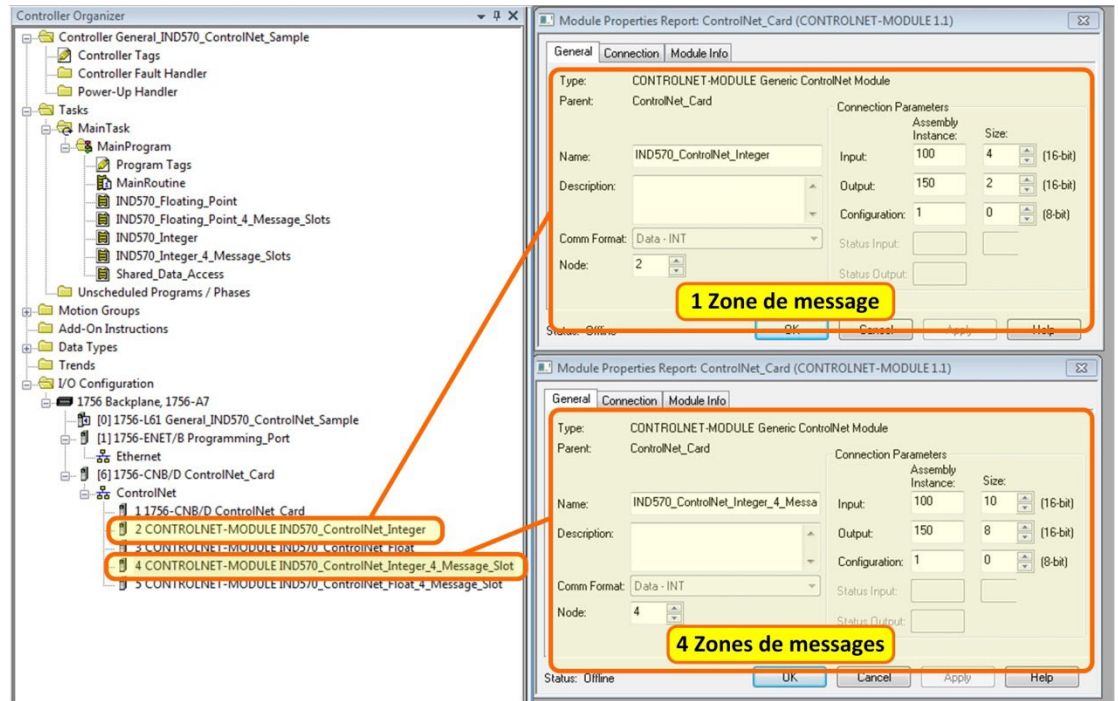 Controller Organizer
Controller General_IND570_ControlNet_Sample
Controller Tags
Controller Fault Handler
Power-Up Handler
Tasks
MainTask
MainProgram
Program Tags
MainRoutine
IND570_Floating_Point
IND570_Floating_Point_4_Message_Slots
IND570_Integer
IND570_Integer_4_Message_Slots
Shared_Data_Access
Unscheduled Programs / Phases
Motion Groups
Add-On Instructions
Data Types
Trends
I/O Configuration
1756 Backplane, 1756-A7
[0] 1756-L61 General_IND570_ControlNet_Sample
[1] 1756-ENET/B Programming_Port
Ethernet
[6] 1756-CNB/D ControlNet_Card
ControlNet
1 1756-CNB/D ControlNet_Card
2 CONTROLNET-MODULE IND570_ControlNet_Integer
3 CONTROLNET-MODULE IND570_ControlNet_Float
4 CONTROLNET-MODULE IND570_ControlNet_Integer_4_Message_Slot
5 CONTROLNET-MODULE IND570_ControlNet_Float_4_Message_Slot
Module Properties Report: ControlNet_Card (CONTROLNET-MODULE 1.1)
General Connection Module Info
Type: CONTROLNET-MODULE Generic ControlNet Module
Parent: ControlNet_Card
Connection Parameters
Assembly
Instance: Size:
Name: IND570_ControlNet_Integer Input: 100 4 (16-bit)
Description: Output: 150 2 (16-bit)
Configuration: 1 0 (8-bit)
Comm Format: Data - INT Status Input:
Node: 2
Status Output:
1 Zone de message
Status: Offline OK Cancel Apply Help
Module Properties Report: ControlNet_Card (CONTROLNET-MODULE 1.1)
General Connection Module Info
Type: CONTROLNET-MODULE Generic ControlNet Module
Parent: ControlNet_Card
Connection Parameters
Assembly
Instance: Size:
Name: IND570_ControlNet_Integer_4_Messa Input: 100 10 (16-bit)
Description: Output: 150 8 (16-bit)
Configuration: 1 0 (8-bit)
Comm Format: Data - INT Status Input:
Node: 4
Status Output:
4 Zones de messages
Status: Offline OK Cancel Apply Help